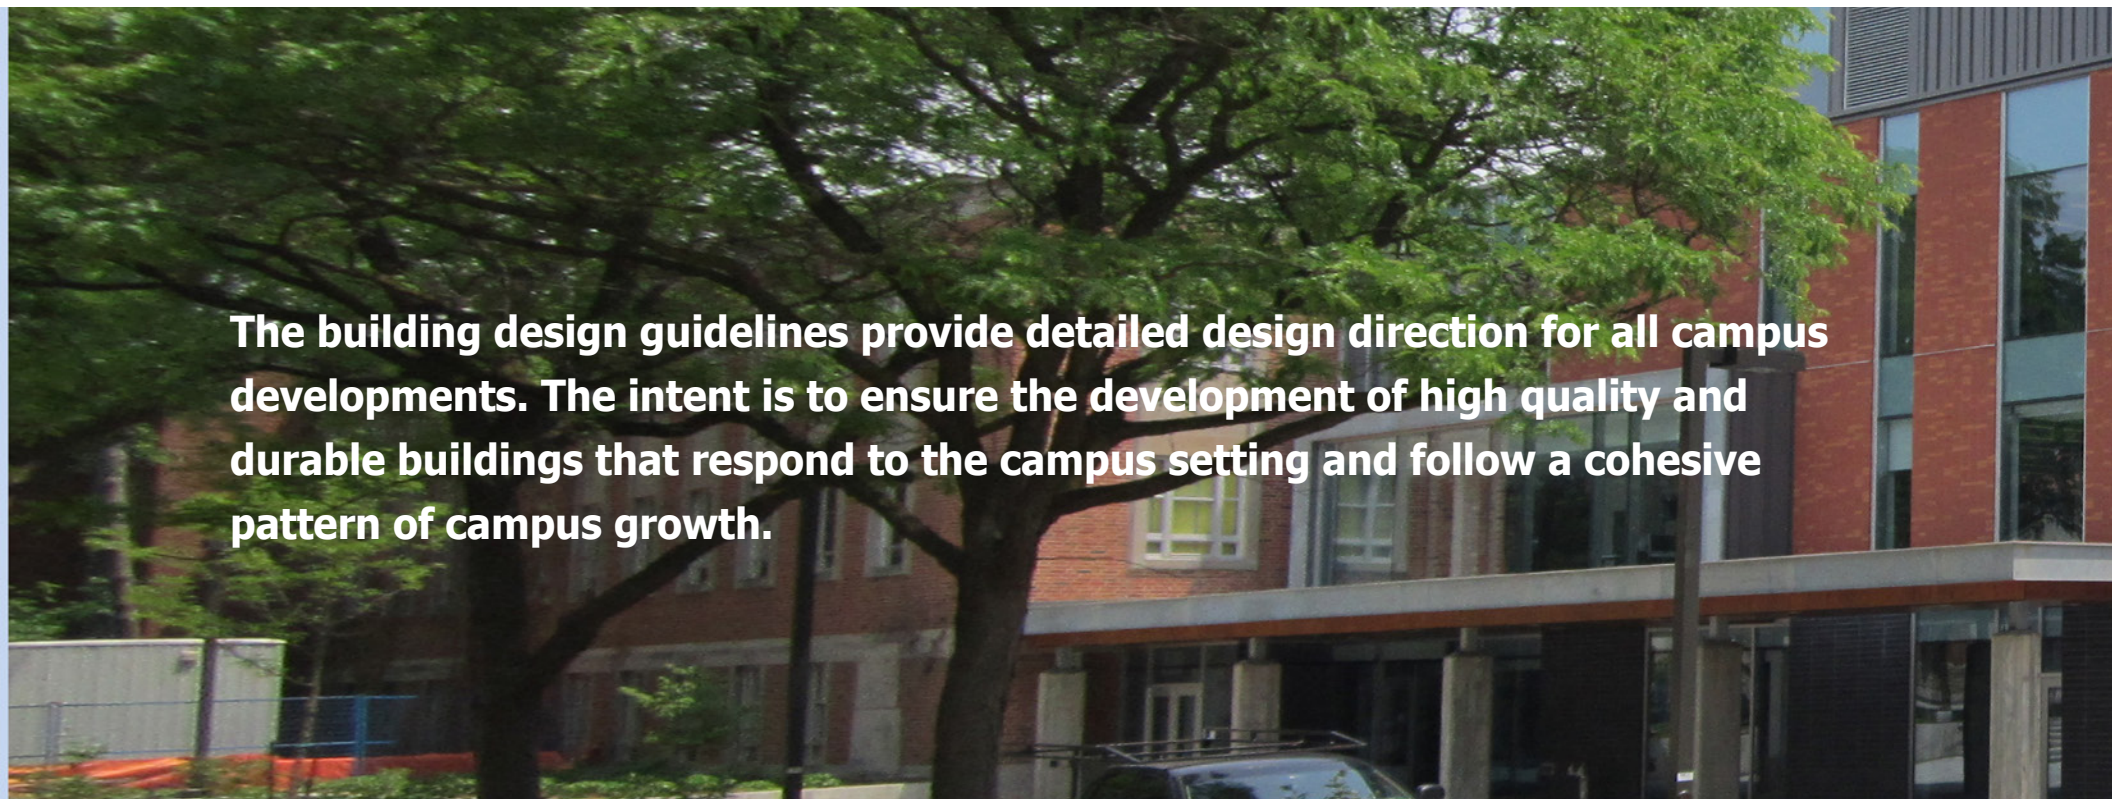 The building design guidelines provide detailed design direction for all campus
developments. The intent is to ensure the development of high quality and
durable buildings that respond to the campus setting and follow a cohesive
pattern of campus growth.